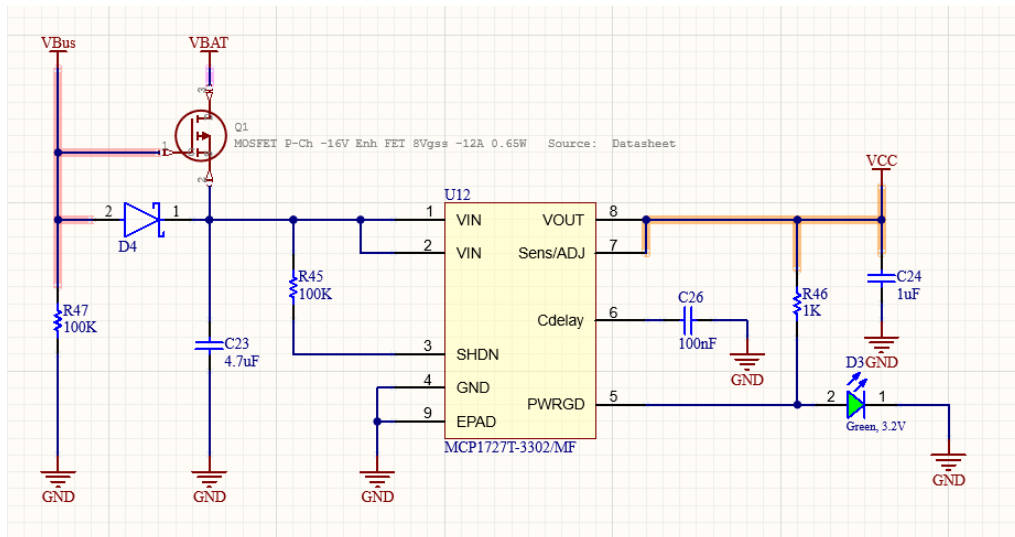 VBus
VBAT
3
Q1
MOSFET P-Ch -16V Enh FET 8Vgss -12A 0.65W Source: Datasheet
1
2
VCC
U12
2
1
D4
1
VIN
VOUT
8
2
VIN
Sens/ADJ
7
R45
100K
R47
100K
C23
4.7uF
Cdelay
6
C26
100nF
R46
1K
C24
1uF
3
SHDN
4
GND
9
EPAD
PWRGD
5
GND
GND
D3
2
1
Green, 3.2V
MCP1727T-3302/MF
GND
GND
GND
GND